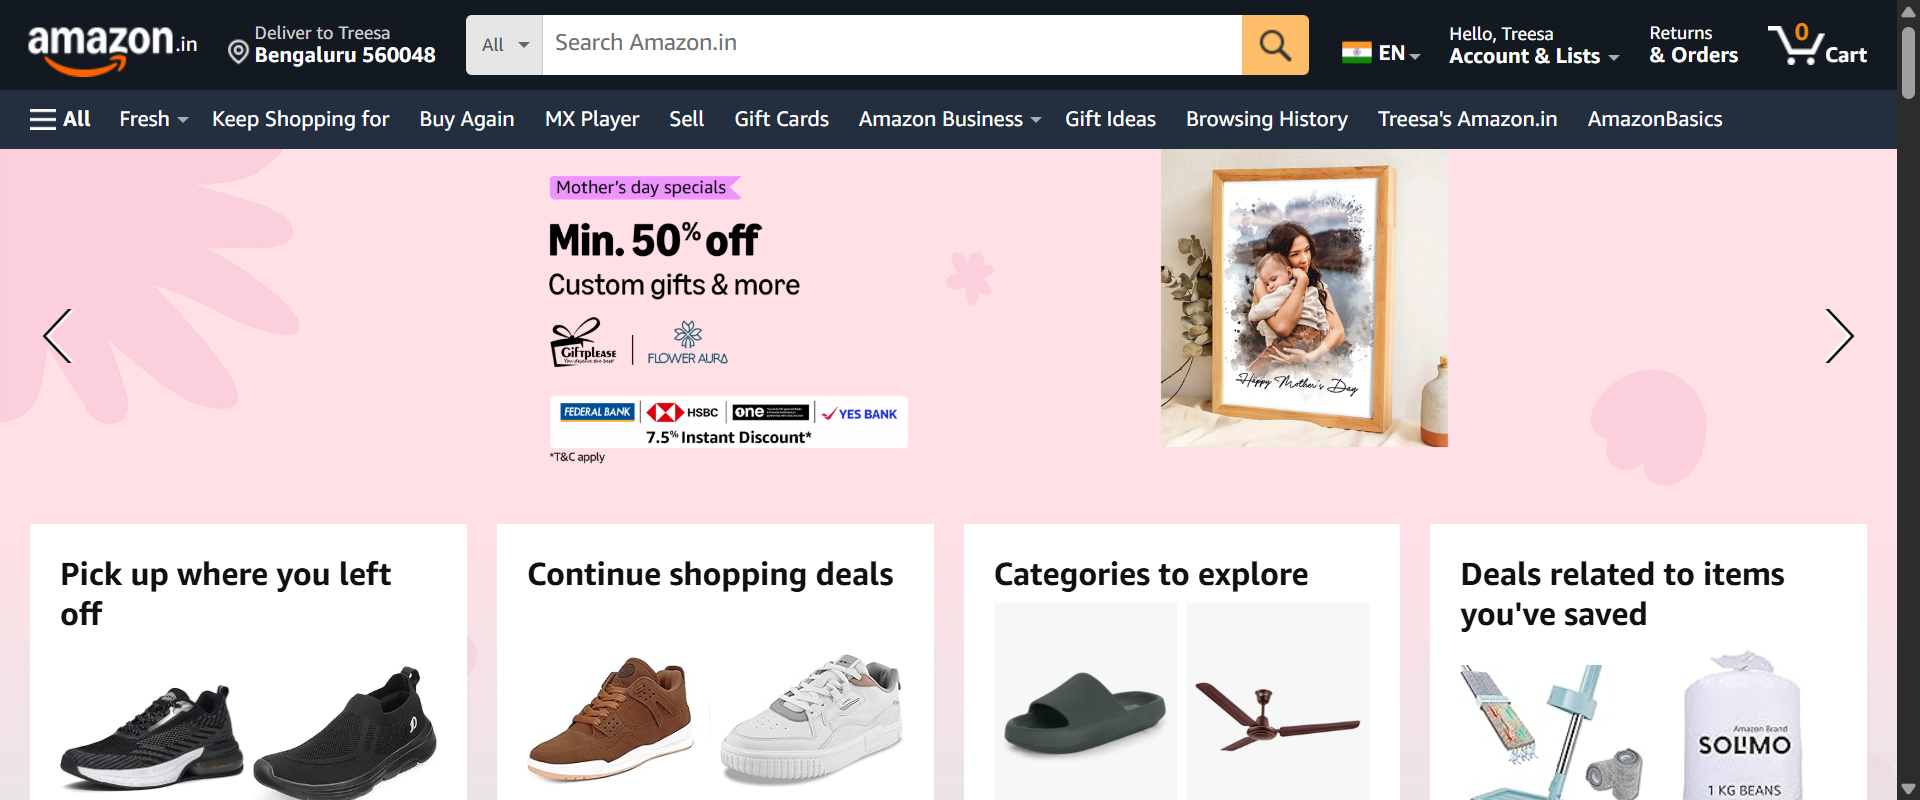 amazon.in
Deliver to Treesa
Bengaluru 560048
All
Search Amazon.in
EN
Hello, Treesa
Account & Lists
Returns
& Orders
0
Cart
All
Fresh
Keep Shopping for
Buy Again
MX Player
Sell
Gift Cards
Amazon Business
Gift Ideas
Browsing History
Treesa's Amazon.in
AmazonBasics
Mother's day specials
Min. 50% off
Custom gifts & more
Giftplease
You deserve the best
FLOWER AURA
FEDERAL BANK
HSBC
one
YES BANK
7.5% Instant Discount*
*T&C apply
Happy Mother's Day
Pick up where you left
off
Continue shopping deals
Categories to explore
Deals related to items
you've saved
Amazon Brand
SOLIMO
1 KG BEANS